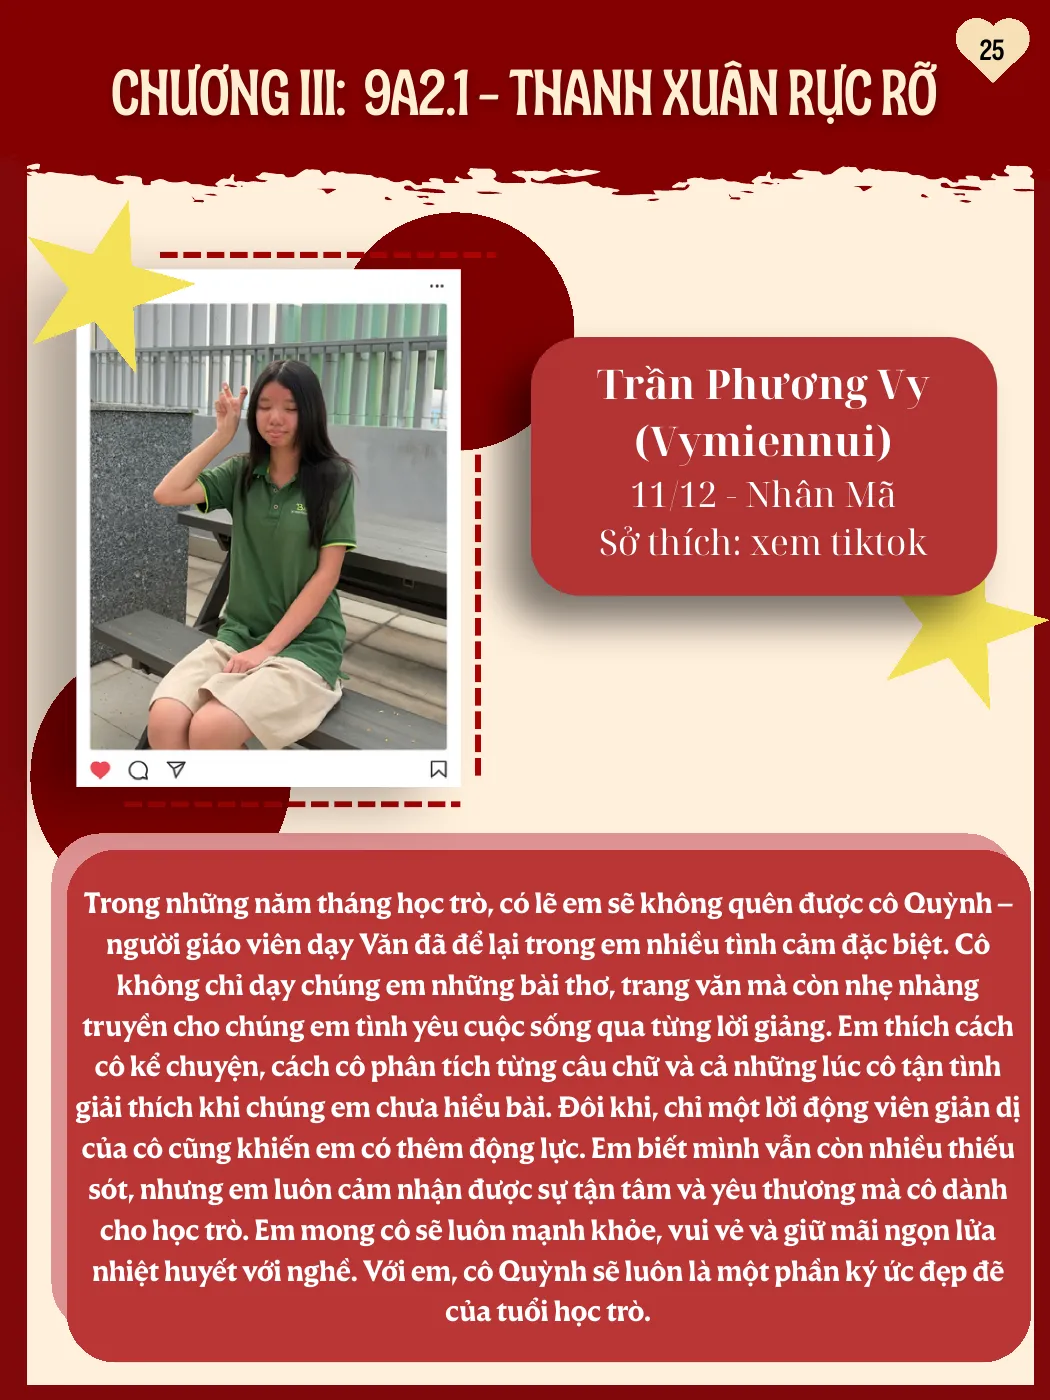 25
CHƯƠNG III: 9A2.1 – THANH XUÂN RỰC RỠ
Trần Phương Vy
(Vymiennui)
11/12 - Nhân Mã
Sở thích: xem tiktok
Trong những năm tháng học trò, có lẽ em sẽ không quên được cô Quỳnh –
người giáo viên dạy Văn đã để lại trong em nhiều tình cảm đặc biệt. Cô
không chỉ dạy chúng em những bài thơ, trang văn mà còn nhẹ nhàng
truyền cho chúng em tình yêu cuộc sống qua từng lời giảng. Em thích cách
cô kể chuyện, cách cô phân tích từng câu chữ và cả những lúc cô tận tình
giải thích khi chúng em chưa hiểu bài. Đôi khi, chỉ một lời động viên giản dị
của cô cũng khiến em có thêm động lực. Em biết mình vẫn còn nhiều thiếu
sót, nhưng em luôn cảm nhận được sự tận tâm và yêu thương mà cô dành
cho học trò. Em mong cô sẽ luôn mạnh khỏe, vui vẻ và giữ mãi ngọn lửa
nhiệt huyết với nghề. Với em, cô Quỳnh sẽ luôn là một phần ký ức đẹp đẽ
của tuổi học trò.